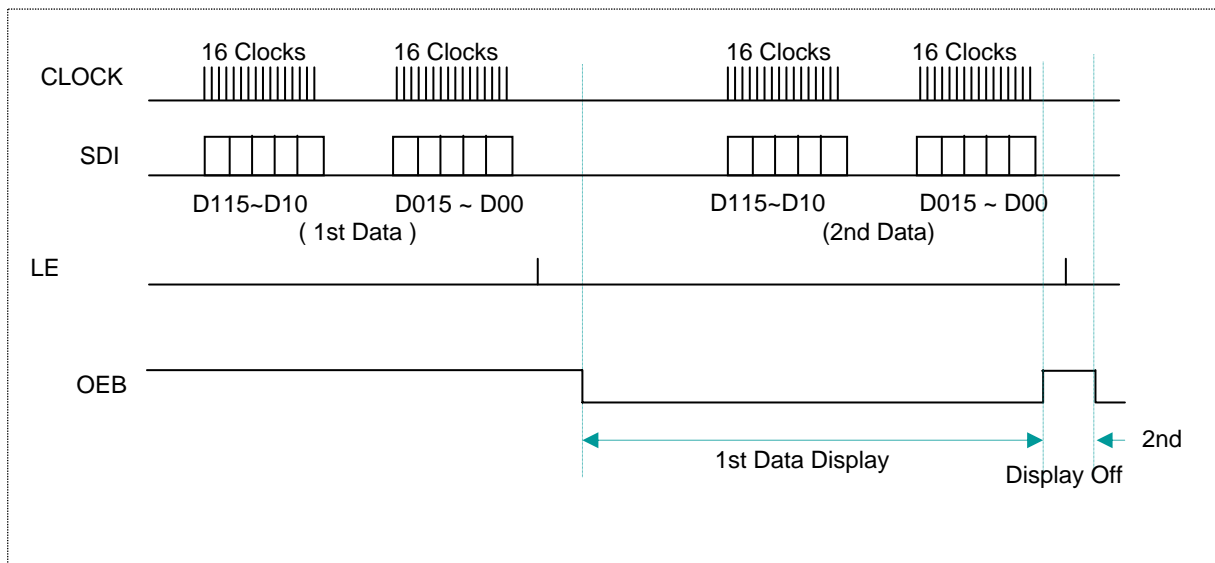 16 Clocks 16 Clocks 16 Clocks 16 Clocks
CLOCK
SDI
D115~D10 D015 ~ D00 D115~D10 D015 ~ D00
( 1st Data ) (2nd Data)
LE
OEB
2nd
1st Data Display
Display Off